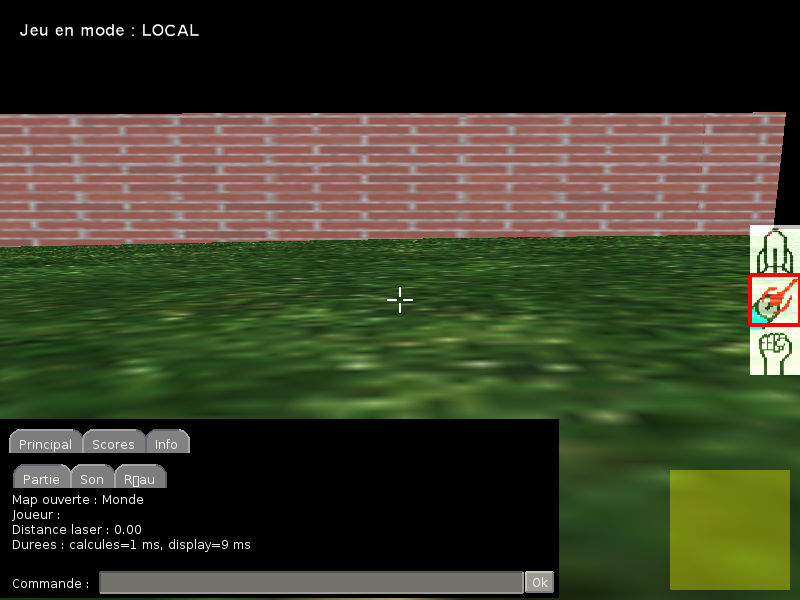 Jeu en mode : LOCAL
Principal Scores Info
Partie Son R▯au
Map ouverte : Monde
Joueur :
Distance laser : 0.00
Durees : calcules=1 ms, display=9 ms
Commande : Ok